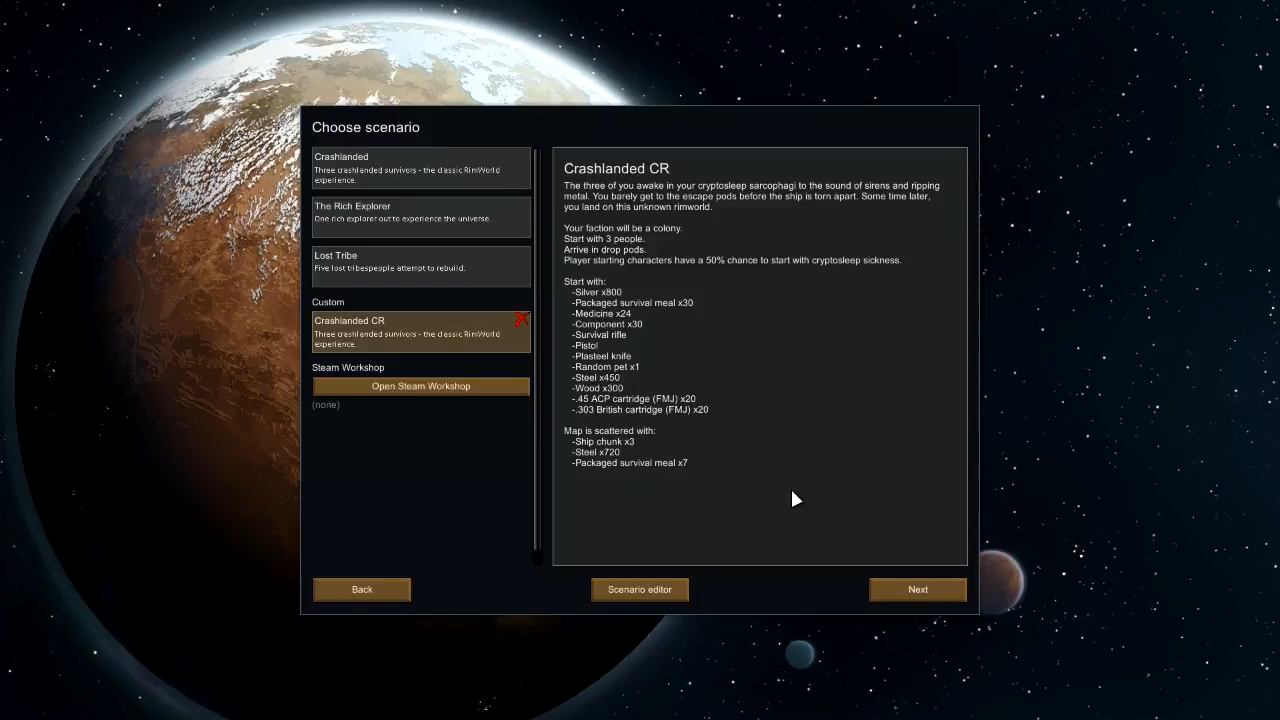 Choose scenario
Crashlanded
Three crashlanded survivors - the classic RimWorld
experience.
The Rich Explorer
One rich explorer out to experience the universe.
Lost Tribe
Five lost tribespeople attempt to rebuild.
Custom
Crashlanded CR
Three crashlanded survivors - the classic RimWorld
experience.
Steam Workshop
Open Steam Workshop
(none)
Crashlanded CR
The three of you awake in your cryptosleep sarcophagi to the sound of sirens and ripping
metal. You barely get to the escape pods before the ship is torn apart. Some time later,
you land on this unknown rimworld.
Your faction will be a colony.
Start with 3 people.
Arrive in drop pods.
Player starting characters have a 50% chance to start with cryptosleep sickness.
Start with:
-Silver x800
-Packaged survival meal x30
-Medicine x24
-Component x30
-Survival rifle
-Pistol
-Plasteel knife
-Random pet x1
-Steel x450
-Wood x300
-.45 ACP cartridge (FMJ) x20
-.303 British cartridge (FMJ) x20
Map is scattered with:
-Ship chunk x3
-Steel x720
-Packaged survival meal x7
Back
Scenario editor
Next